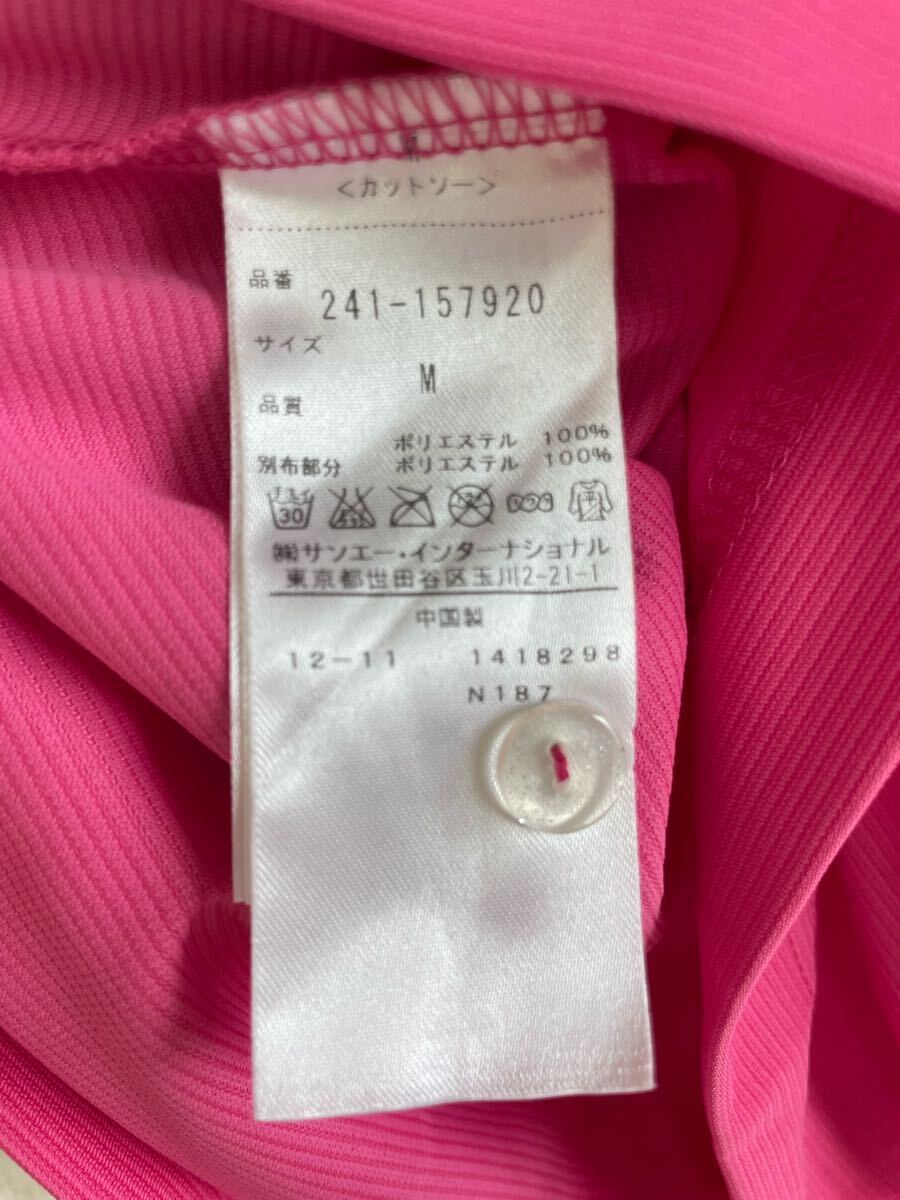 M
<カットソー>
品番
241-157920
サイズ
M
品質
ポリエステル 100%
別布部分 ポリエステル 100%
30 平
㈱サンエー・インターナショナル
東京都世田谷区玉川2-21-1
中国製
12-11 1418298
N187